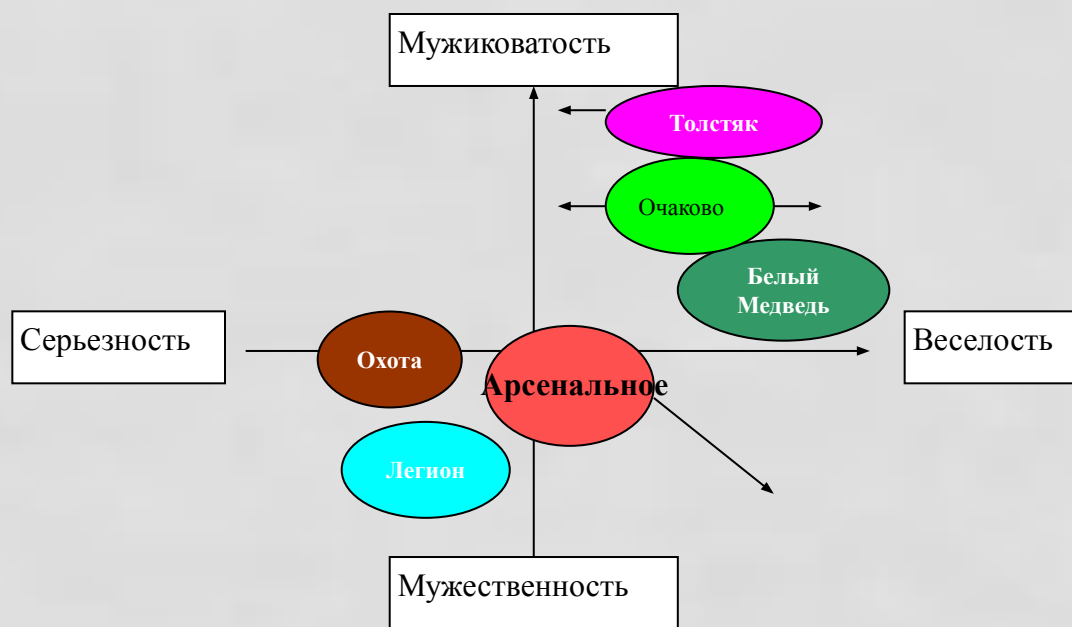 Мужиковатость
Толстяк
Очаково
Белый
Медведь
Серьезность
Веселость
Охота
Арсенальное
Легион
Мужественность